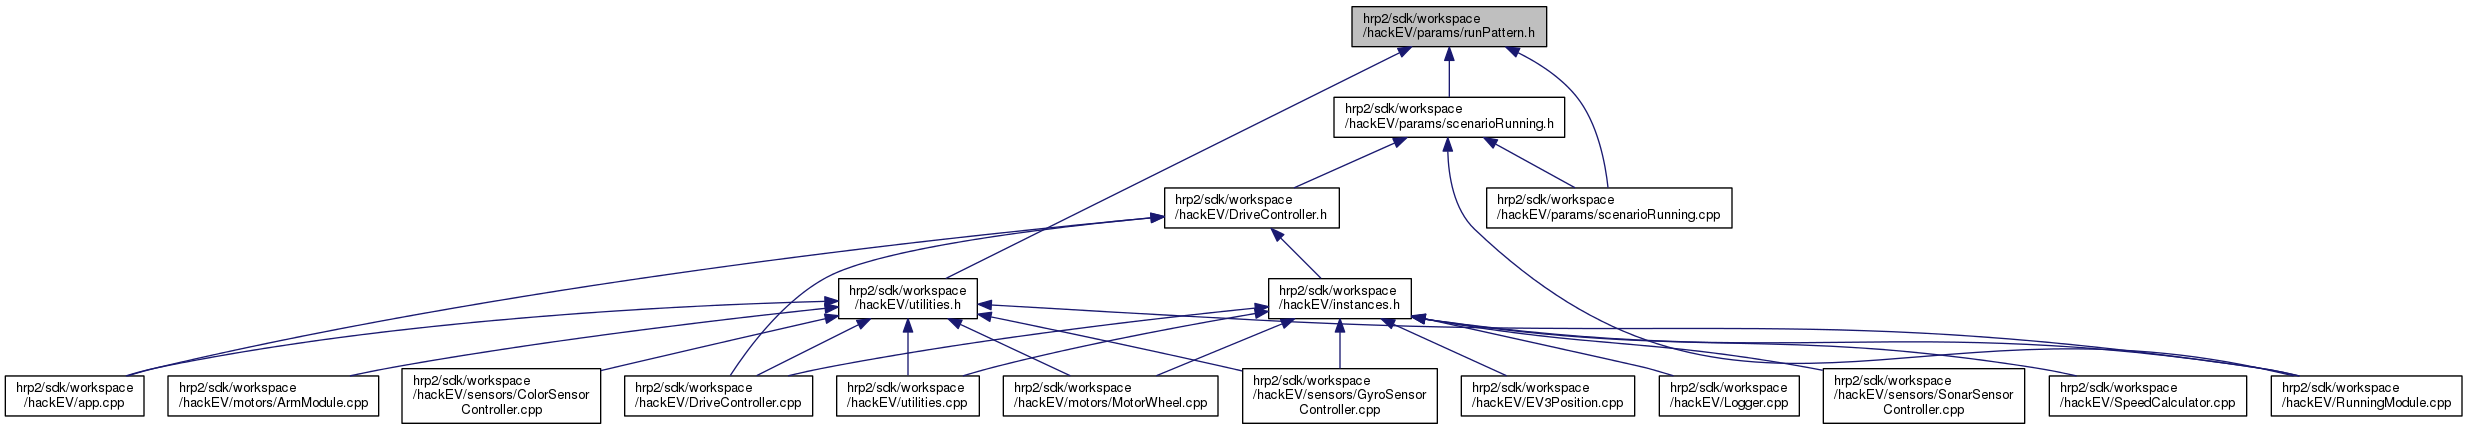 hrp2/sdk/workspace
/hackEV/params/runPattern.h
hrp2/sdk/workspace
/hackEV/params/scenarioRunning.h
hrp2/sdk/workspace
/hackEV/DriveController.h
hrp2/sdk/workspace
/hackEV/params/scenarioRunning.cpp
hrp2/sdk/workspace
/hackEV/utilities.h
hrp2/sdk/workspace
/hackEV/instances.h
hrp2/sdk/workspace
/hackEV/app.cpp
hrp2/sdk/workspace
/hackEV/motors/ArmModule.cpp
hrp2/sdk/workspace
/hackEV/sensors/ColorSensor
Controller.cpp
hrp2/sdk/workspace
/hackEV/DriveController.cpp
hrp2/sdk/workspace
/hackEV/utilities.cpp
hrp2/sdk/workspace
/hackEV/motors/MotorWheel.cpp
hrp2/sdk/workspace
/hackEV/sensors/GyroSensor
Controller.cpp
hrp2/sdk/workspace
/hackEV/EV3Position.cpp
hrp2/sdk/workspace
/hackEV/Logger.cpp
hrp2/sdk/workspace
/hackEV/sensors/SonarSensor
Controller.cpp
hrp2/sdk/workspace
/hackEV/SpeedCalculator.cpp
hrp2/sdk/workspace
/hackEV/RunningModule.cpp